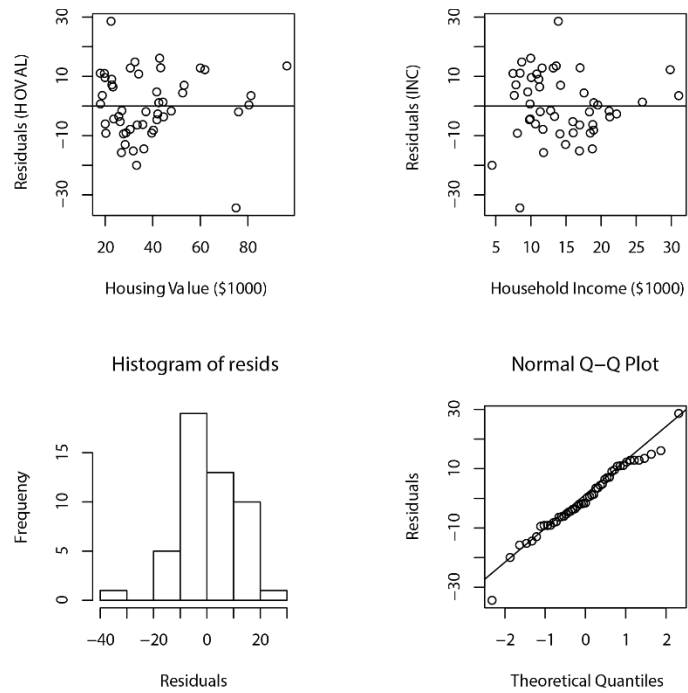 Residuals (HOVAL)
30
10
−10
−30
20 40 60 80
Housing Value ($1000)
Residuals (INC)
30
10
−10
−30
5 10 15 20 25 30
Household Income ($1000)
Histogram of resids
Frequency
15
10
5
0
−40 −20 0 20
Residuals
Normal Q−Q Plot
Residuals
30
10
−10
−30
−2 −1 0 1 2
Theoretical Quantiles